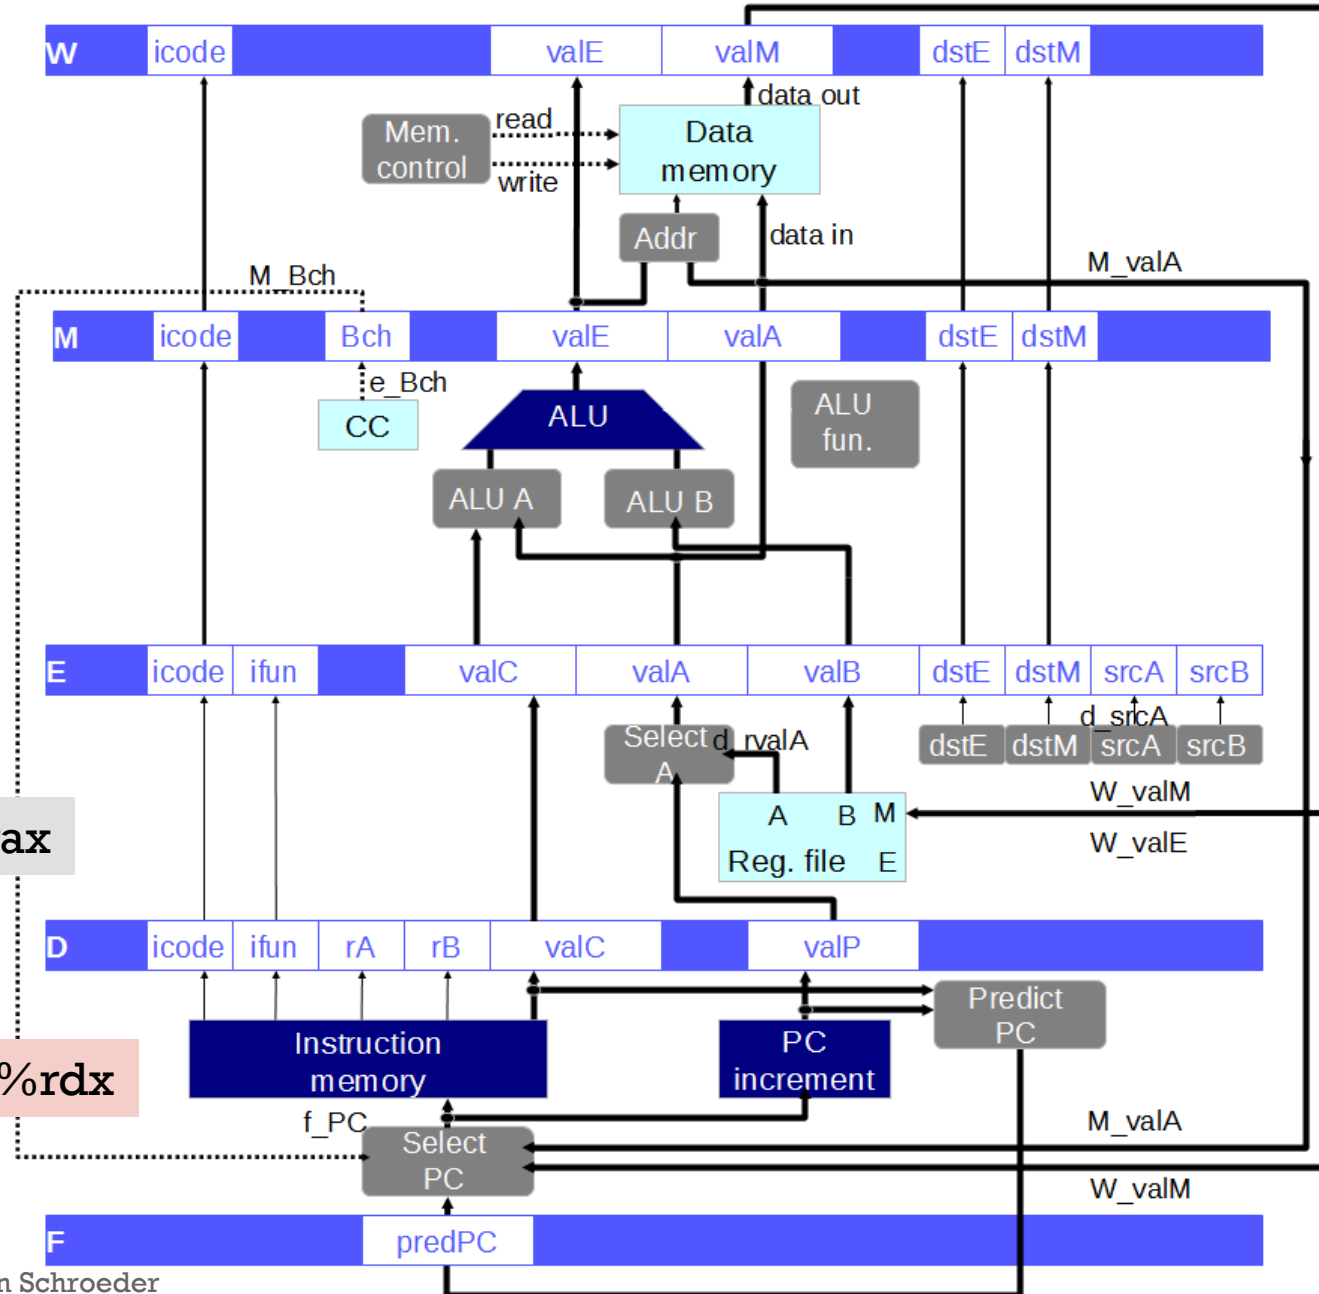 W icode valE valM dstE dstM
data out
Mem.
control
read
write
Data
memory
Addr
data in
M_Bch
M_valA
M icode Bch valE valA dstE dstM
e_Bch
CC
ALU
ALU
fun.
ALU A
ALU B
E icode ifun valC valA valB dstE dstM srcA srcB
Select
A
d_rvalA
d_srcA
dstE dstM srcA srcB
A B M
Reg. file E
W_valM
W_valE
ax
D icode ifun rA rB valC valP
Instruction
memory
PC
increment
Predict
PC
%rdx
f_PC
Select
PC
M_valA
W_valM
F predPC
n Schroeder